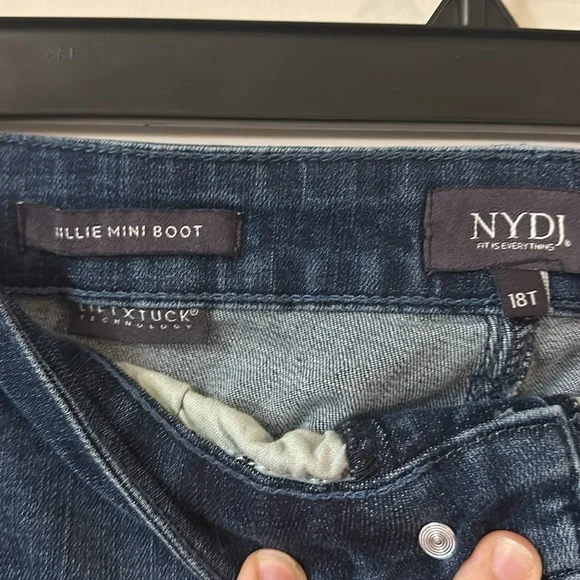 BILLIE MINI BOOT
NYDJ®
FIT IS EVERYTHING
18T
LIFTXTUCK®
TECHNOLOGY